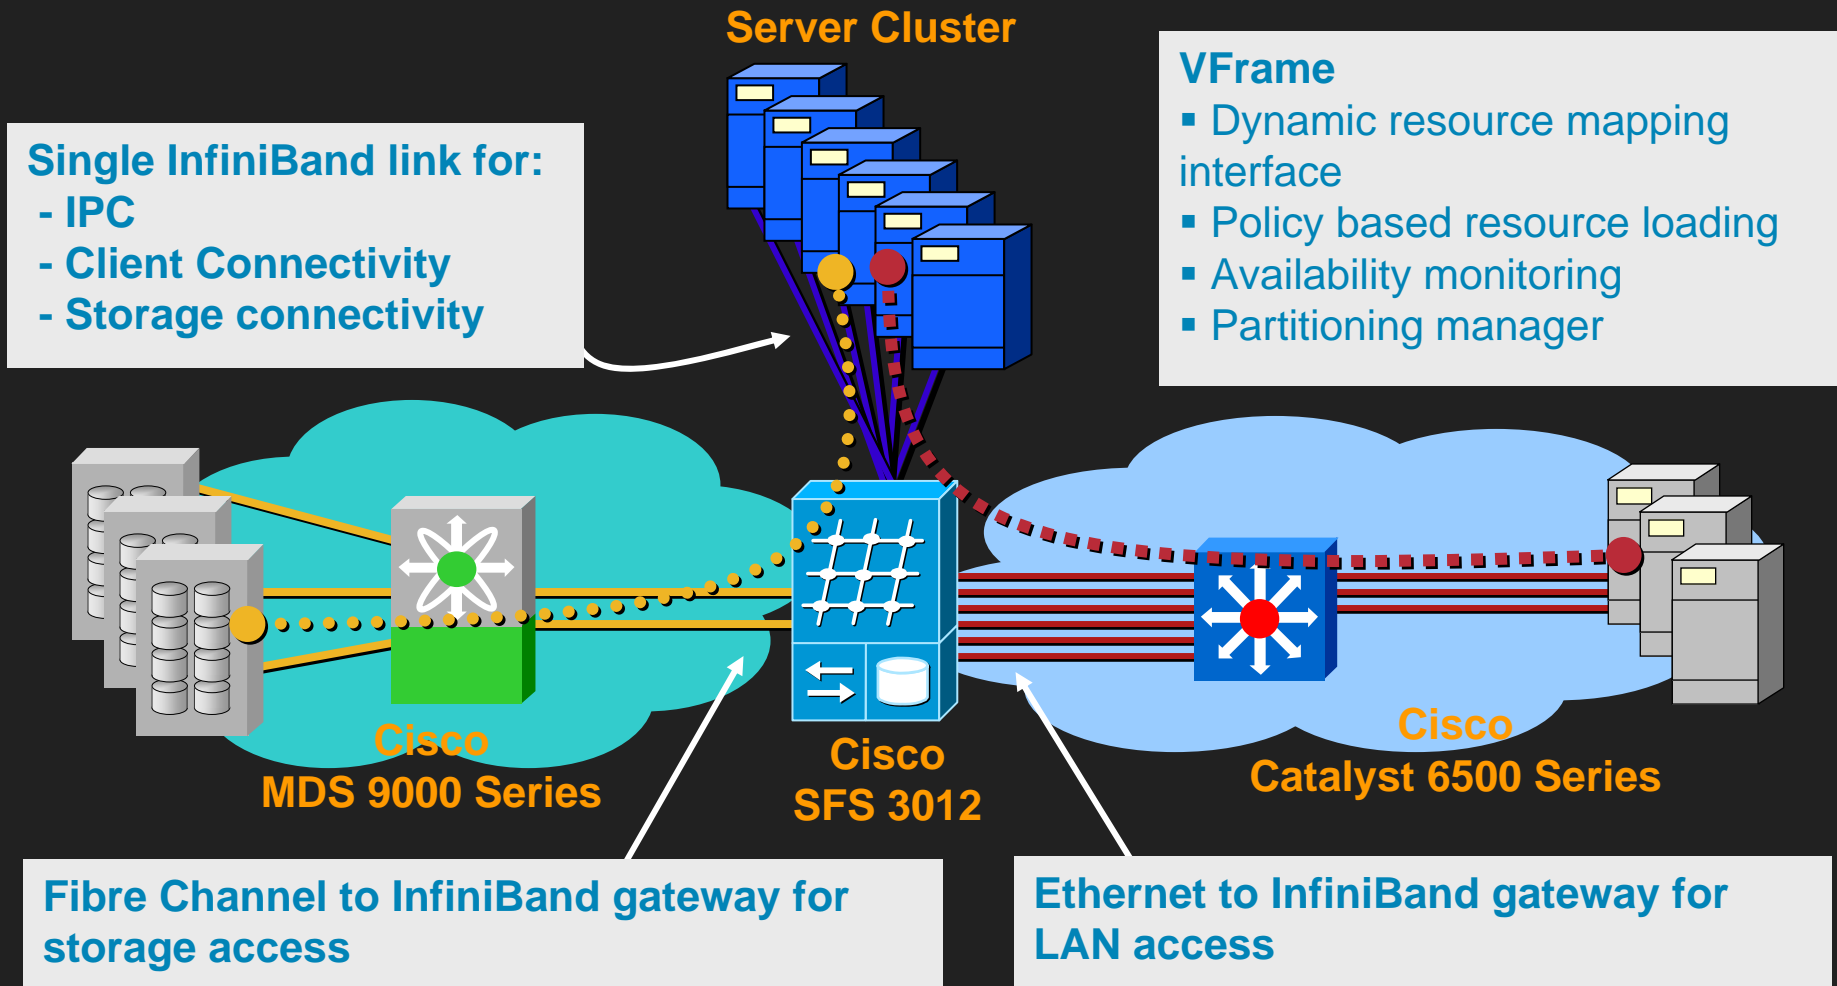 Server Cluster
Single InfiniBand link for:
- IPC
- Client Connectivity
- Storage connectivity
VFrame
▪ Dynamic resource mapping
interface
▪ Policy based resource loading
▪ Availability monitoring
▪ Partitioning manager
Cisco
MDS 9000 Series
Cisco
SFS 3012
Cisco
Catalyst 6500 Series
Fibre Channel to InfiniBand gateway for
storage access
Ethernet to InfiniBand gateway for
LAN access